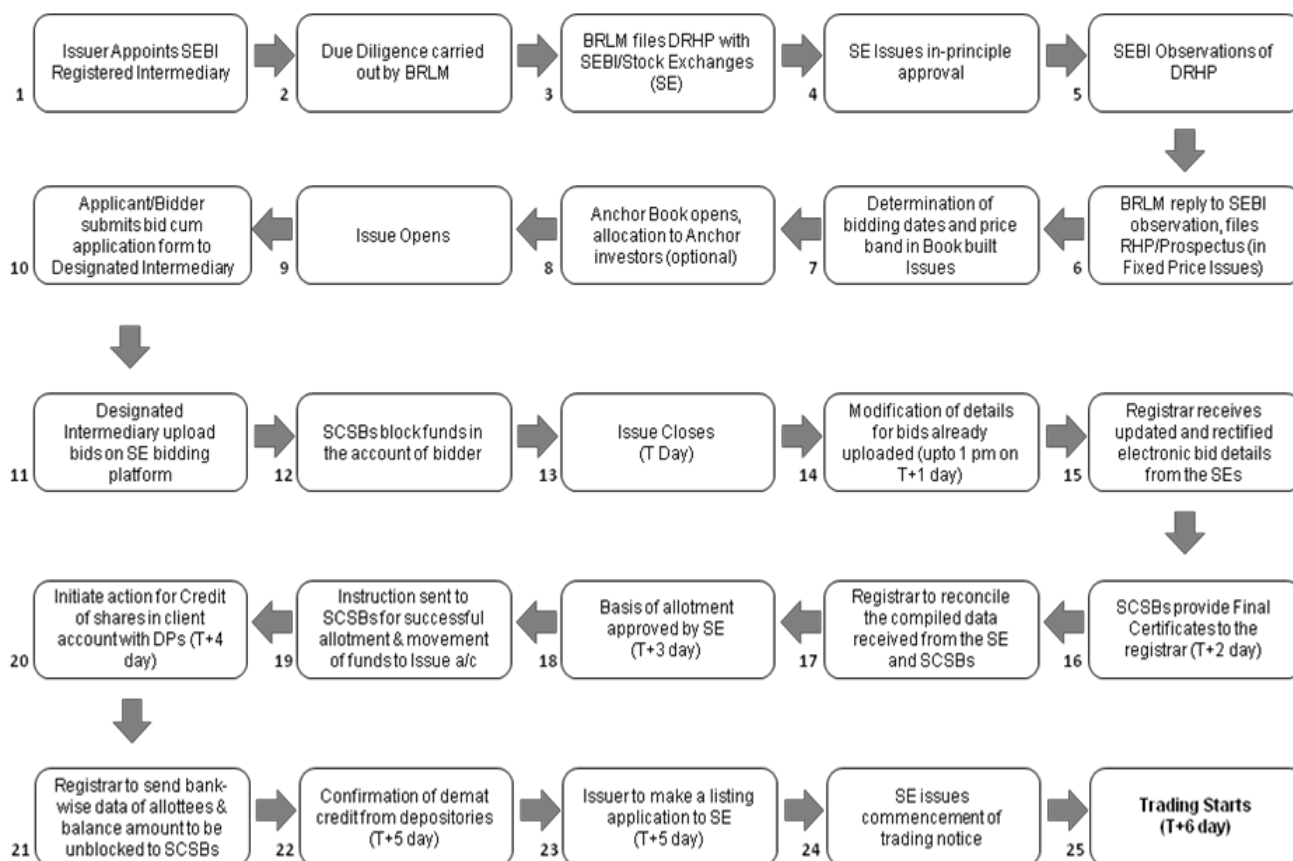 Issuer Appoints SEBI
Registered Intermediary
1
Due Diligence carried
out by BRLM
2
BRLM files DRHP with
SEBI/Stock Exchanges
(SE)
3
SE Issues in-principle
approval
4
SEBI Observations of
DRHP
5
BRLM reply to SEBI
observation, files
RHP/Prospectus (in
Fixed Price Issues)
6
Determination of
bidding dates and price
band in Book built
Issues
7
Anchor Book opens,
allocation to Anchor
investors (optional)
8
Issue Opens
9
Applicant/Bidder
submits bid cum
application form to
Designated Intermediary
10
Designated
Intermediary upload
bids on SE bidding
platform
11
SCSBs block funds in
the account of bidder
12
Issue Closes
(T Day)
13
Modification of details
for bids already
uploaded (upto 1 pm on
T+1 day)
14
Registrar receives
updated and rectified
electronic bid details
from the SEs
15
SCSBs provide Final
Certificates to the
registrar (T+2 day)
16
Registrar to reconcile
the compiled data
received from the SE
and SCSBs
17
Basis of allotment
approved by SE
(T+3 day)
18
Instruction sent to
SCSBs for successful
allotment & movement
of funds to Issue a/c
19
Initiate action for Credit
of shares in client
account with DPs (T+4
day)
20
Registrar to send bank-
wise data of allottees &
balance amount to be
unblocked to SCSBs
21
Confirmation of demat
credit from depositories
(T+5 day)
22
Issuer to make a listing
application to SE
(T+5 day)
23
SE issues
commencement of
trading notice
24
Trading Starts
(T+6 day)
25